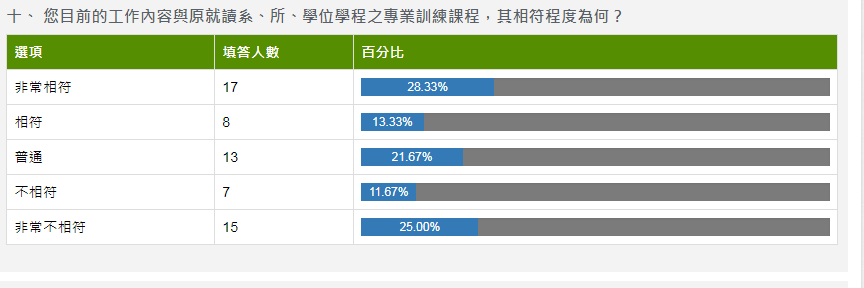 十、 您目前的工作內容與原就讀系、所、學位學程之專業訓練課程，其相符程度為何？
選項 填答人數 百分比
非常相符 17 28.33%
相符 8 13.33%
普通 13 21.67%
不相符 7 11.67%
非常不相符 15 25.00%